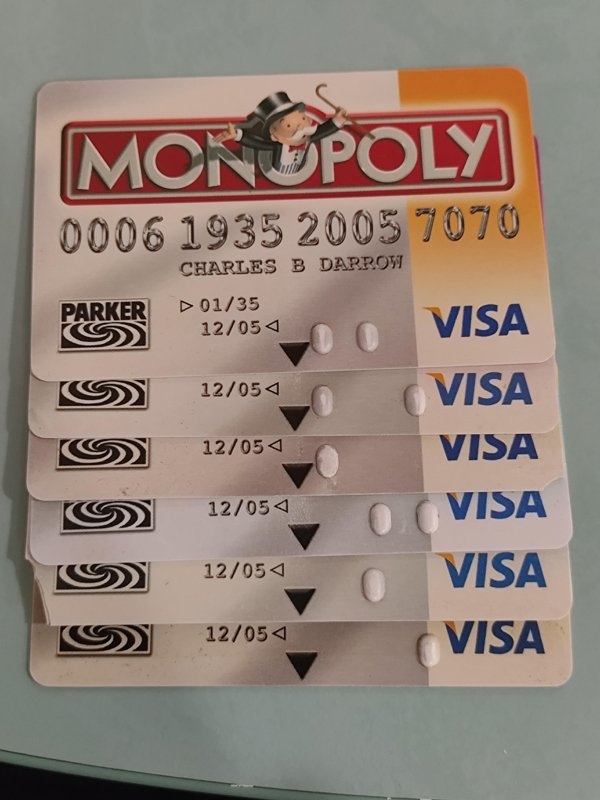 MONOPOLY
0006 1935 2005 7070
CHARLES B DARROW
PARKER ▷ 01/35
12/05 ◁ VISA
12/05 ◁ VISA
12/05 ◁ VISA
12/05 ◁ VISA
12/05 ◁ VISA
12/05 ◁ VISA